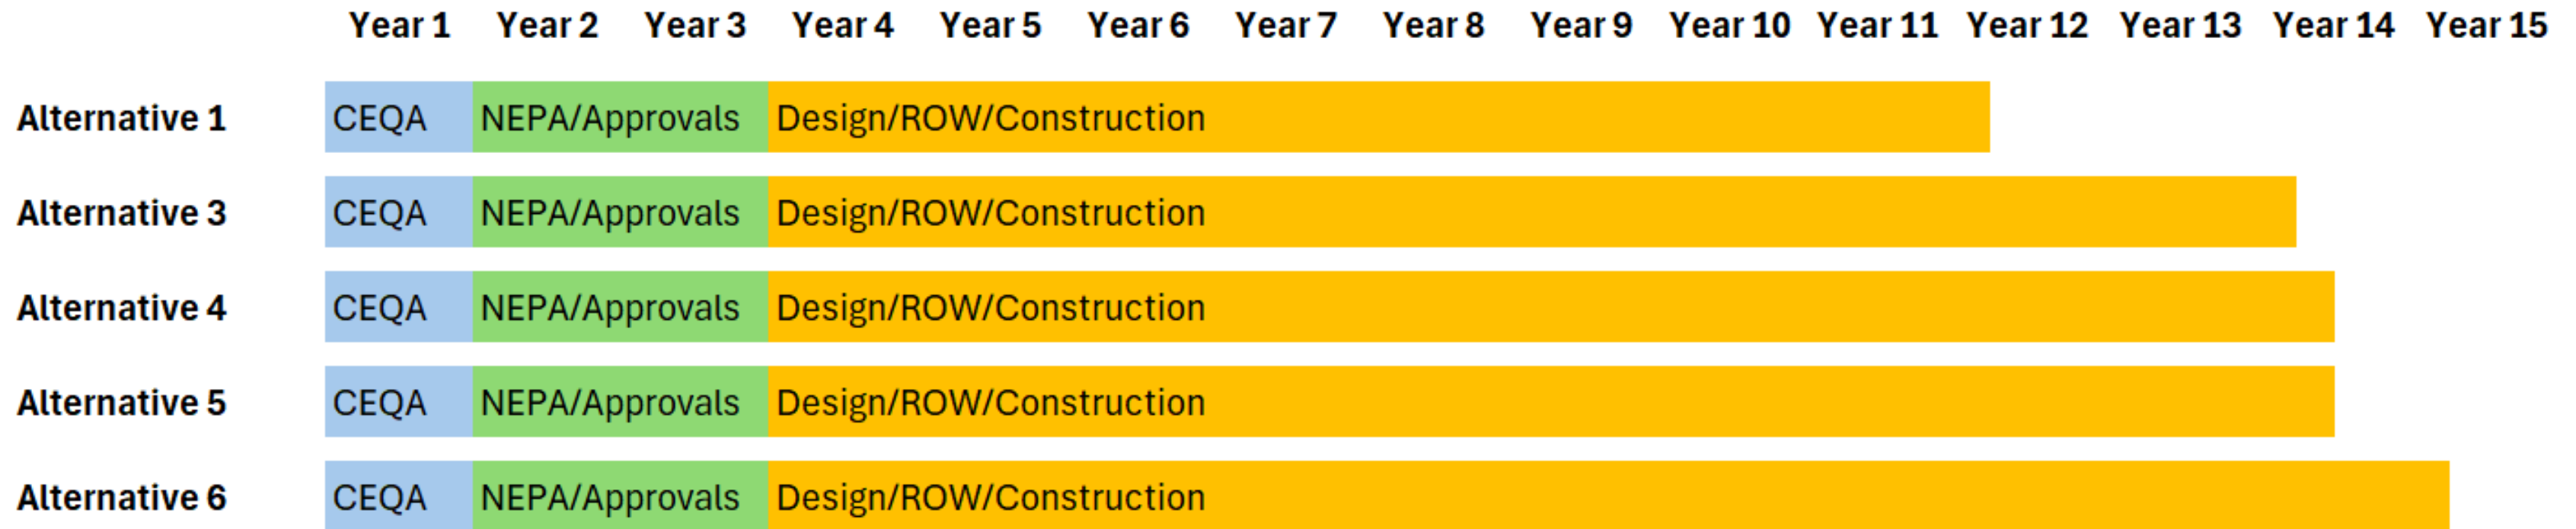 Year 1 Year 2 Year 3 Year 4 Year 5 Year 6 Year 7 Year 8 Year 9 Year 10 Year 11 Year 12 Year 13 Year 14 Year 15
Alternative 1 CEQA NEPA/Approvals Design/ROW/Construction
Alternative 3 CEQA NEPA/Approvals Design/ROW/Construction
Alternative 4 CEQA NEPA/Approvals Design/ROW/Construction
Alternative 5 CEQA NEPA/Approvals Design/ROW/Construction
Alternative 6 CEQA NEPA/Approvals Design/ROW/Construction